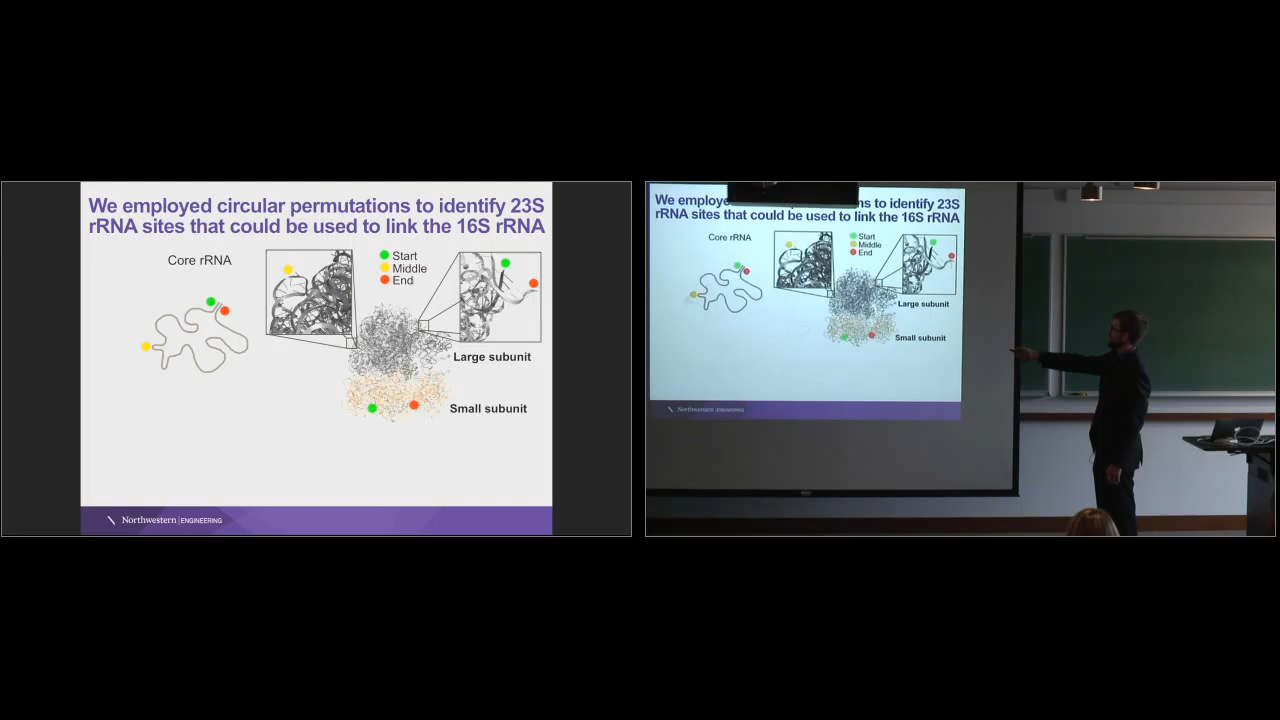 We employed circular permutations to identify 23S
rRNA sites that could be used to link the 16S rRNA
Core rRNA
Start
Middle
End
Large subunit
Small subunit
Northwestern | ENGINEERING
We employe
ns to identify 23S
rRNA sites that could be used to link the 16S rRNA
Core rRNA
Start
Middle
End
Large subunit
Small subunit
Northwestern | ENGINEERING